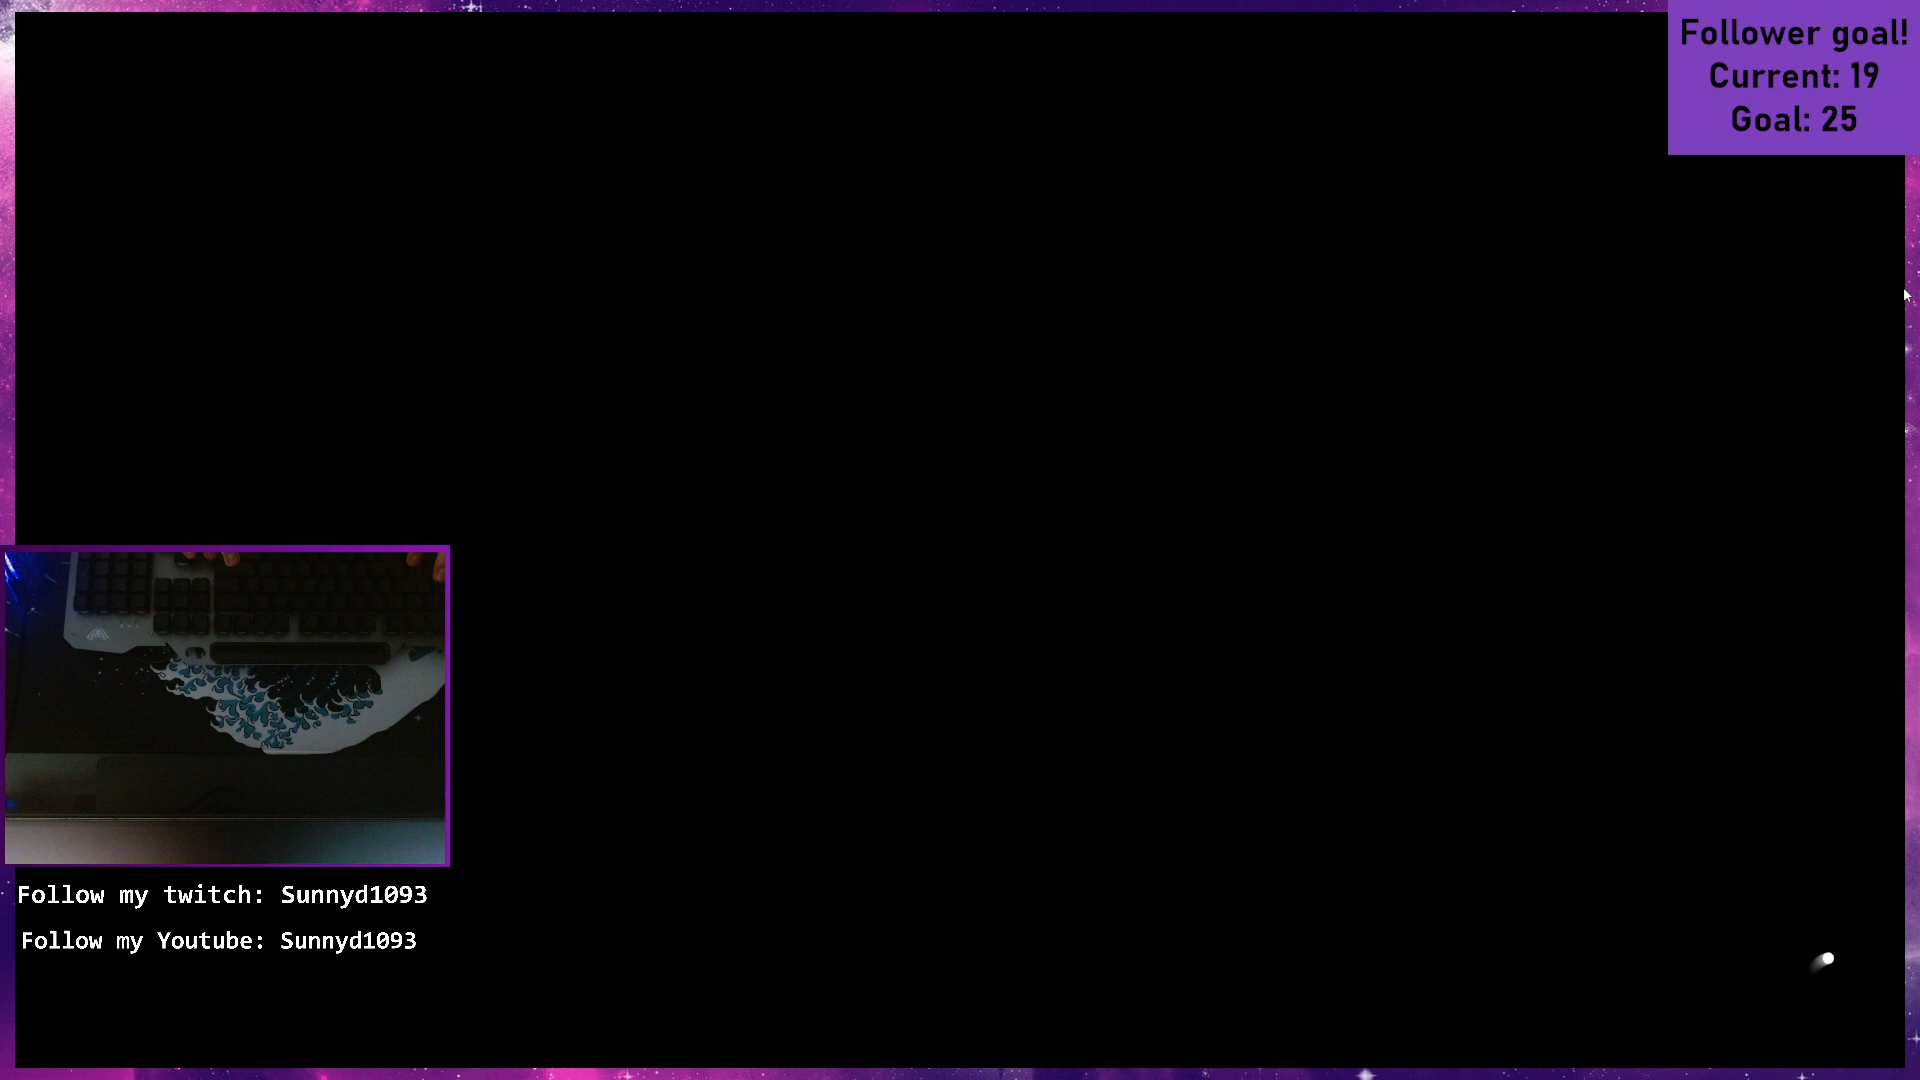 Follower goal!
Current: 19
Goal: 25
Follow my twitch: Sunnyd1093
Follow my Youtube: Sunnyd1093